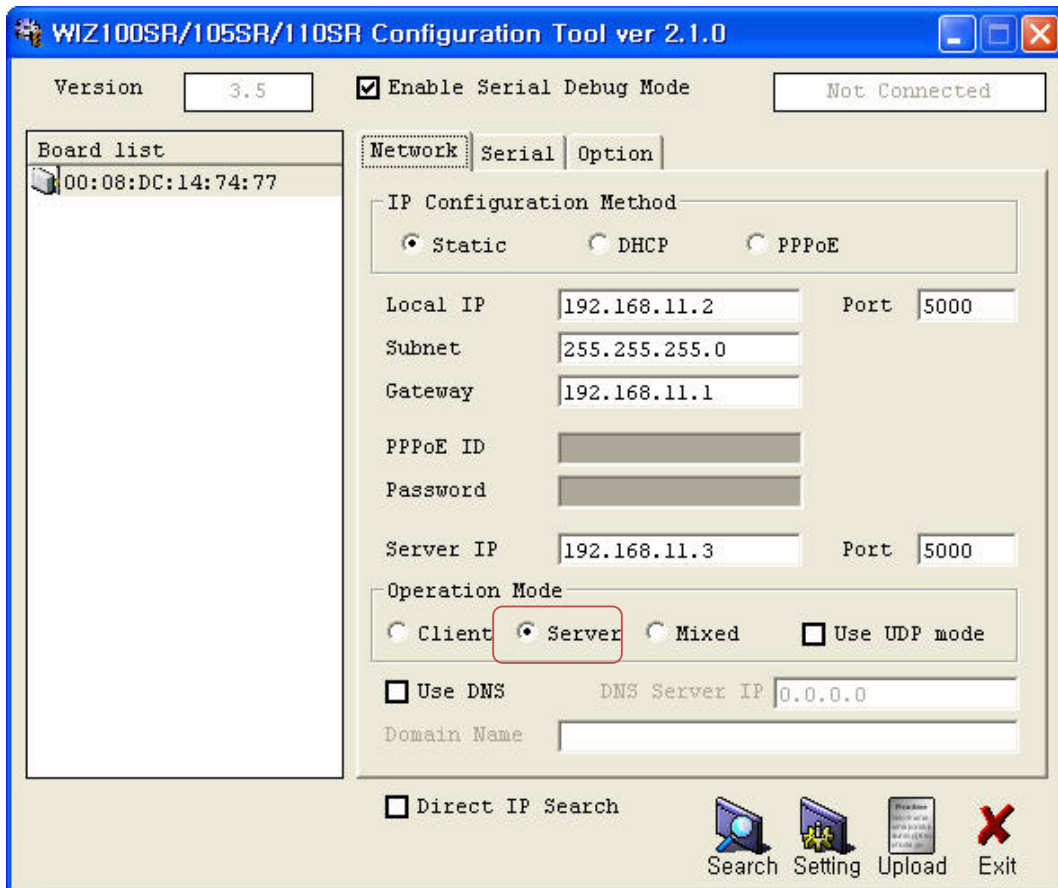 WIZ100SR/105SR/110SR Configuration Tool ver 2.1.0
Version 3.5 Enable Serial Debug Mode Not Connected
Board list
00:08:DC:14:74:77
Network Serial Option
IP Configuration Method
Static DHCP PPPoE
Local IP 192.168.11.2 Port 5000
Subnet 255.255.255.0
Gateway 192.168.11.1
PPPoE ID
Password
Server IP 192.168.11.3 Port 5000
Operation Mode
Client Server Mixed Use UDP mode
Use DNS DNS Server IP 0.0.0.0
Domain Name
Direct IP Search
Search Setting Upload Exit